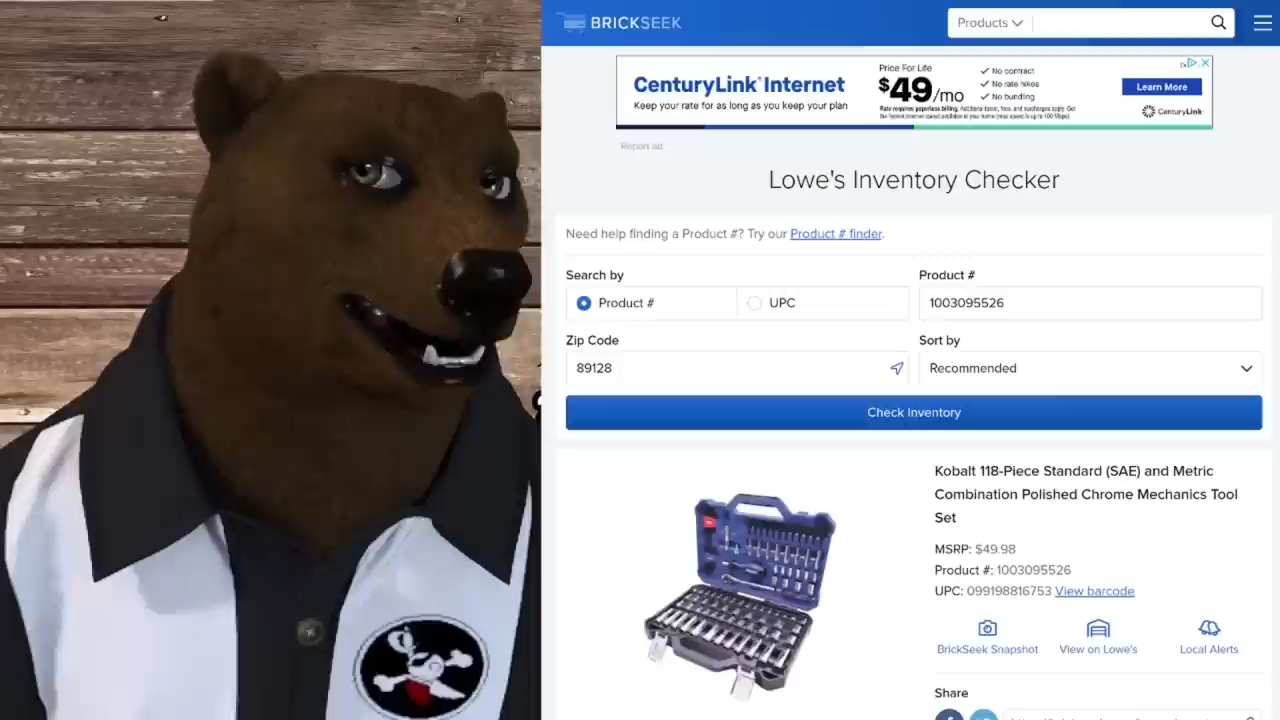 BRICKSEEK
Products
CenturyLink Internet
Keep your rate for as long as you keep your plan
Price For Life
$49/mo
No contract
No rate hikes
No bundling
Learn More
CenturyLink
Report ad
Lowe's Inventory Checker
Need help finding a Product #? Try our Product # finder.
Search by
Product #
UPC
Product #
1003095526
Zip Code
89128
Sort by
Recommended
Check Inventory
Kobalt 118-Piece Standard (SAE) and Metric
Combination Polished Chrome Mechanics Tool
Set
MSRP: $49.98
Product #: 1003095526
UPC: 099198816753 View barcode
BrickSeek Snapshot
View on Lowe's
Local Alerts
Share